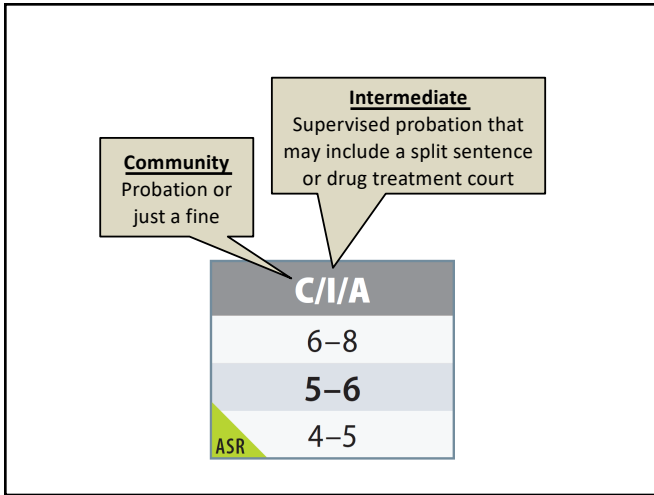 Intermediate
Supervised probation that
may include a split sentence
or drug treatment court
Community
Probation or
just a fine
C/I/A
6–8
5–6
4–5
ASR